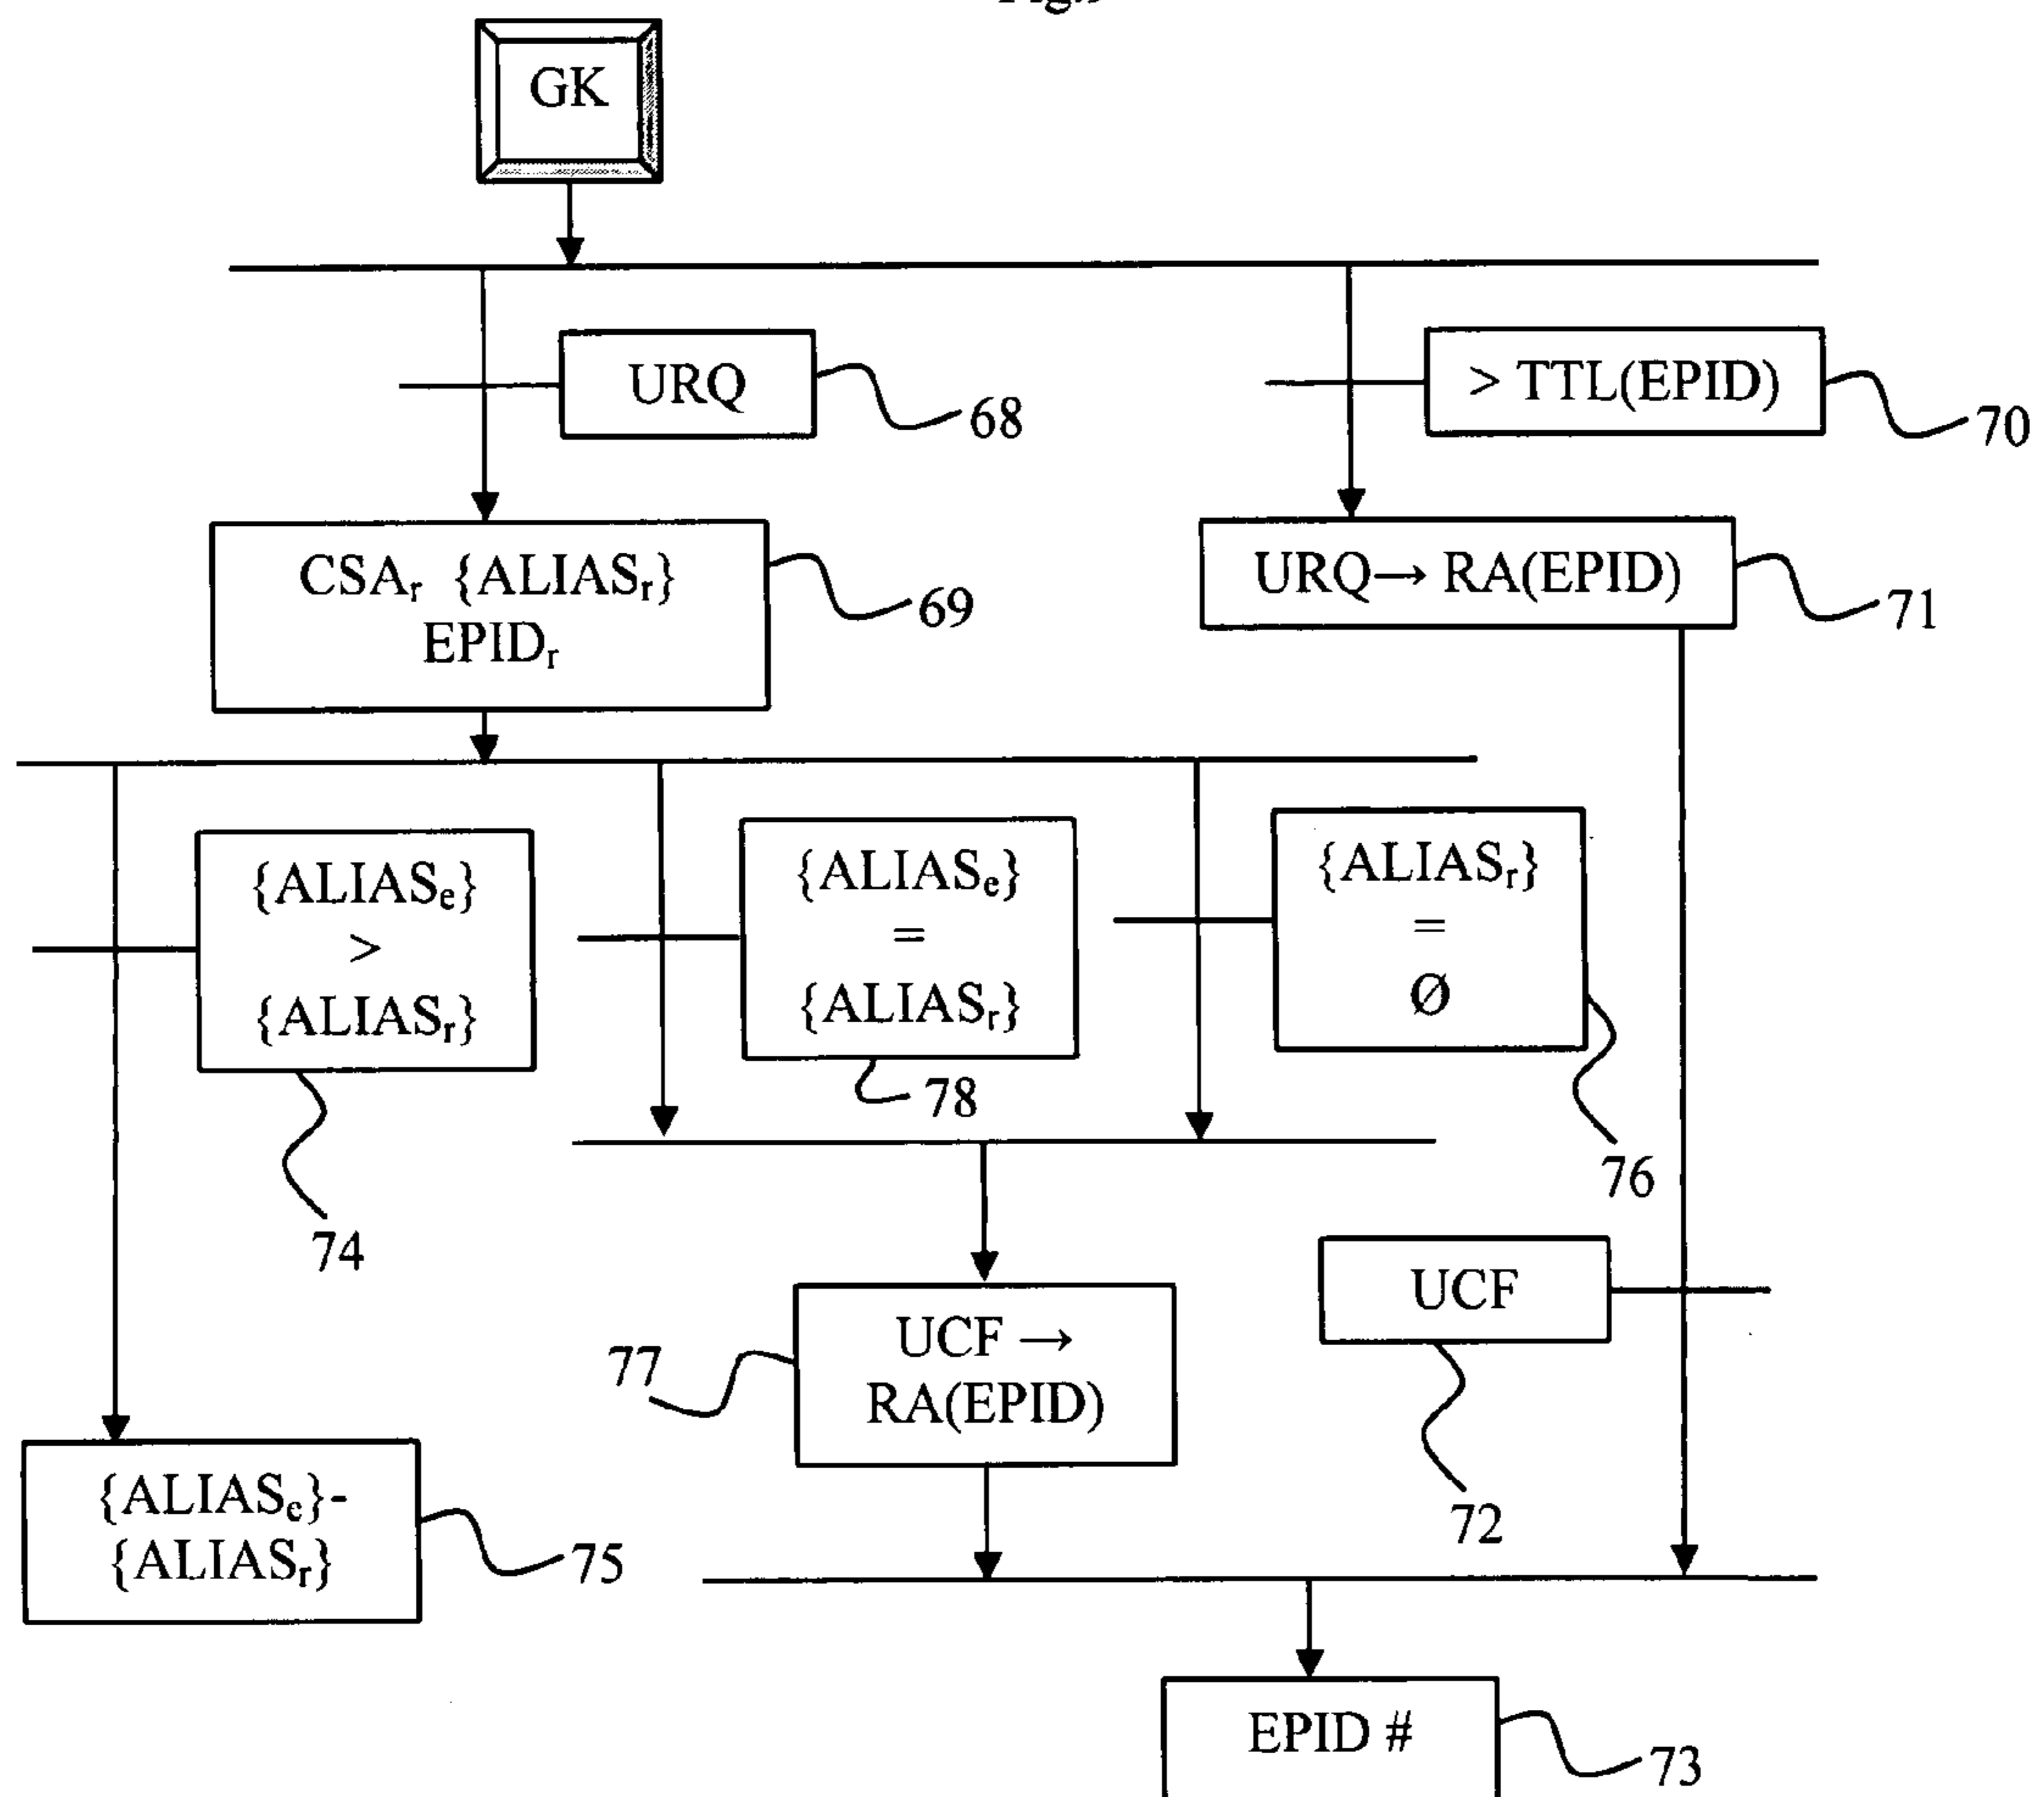 GK
URQ
68
> TTL(EPID)
70
CSAr {ALIASr}
EPIDr
69
URQ→ RA(EPID)
71
{ALIASe}
>
{ALIASr}
74
{ALIASe}
=
{ALIASr}
78
{ALIASr}
=
Ø
76
UCF →
RA(EPID)
77
UCF
72
{ALIASe}-
{ALIASr}
75
EPID #
73